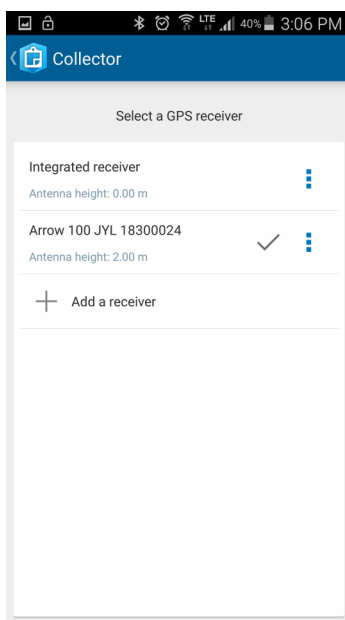 LTE 40% 3:06 PM
Collector
Select a GPS receiver
Integrated receiver
Antenna height: 0.00 m
Arrow 100 JYL 18300024
Antenna height: 2.00 m
Add a receiver